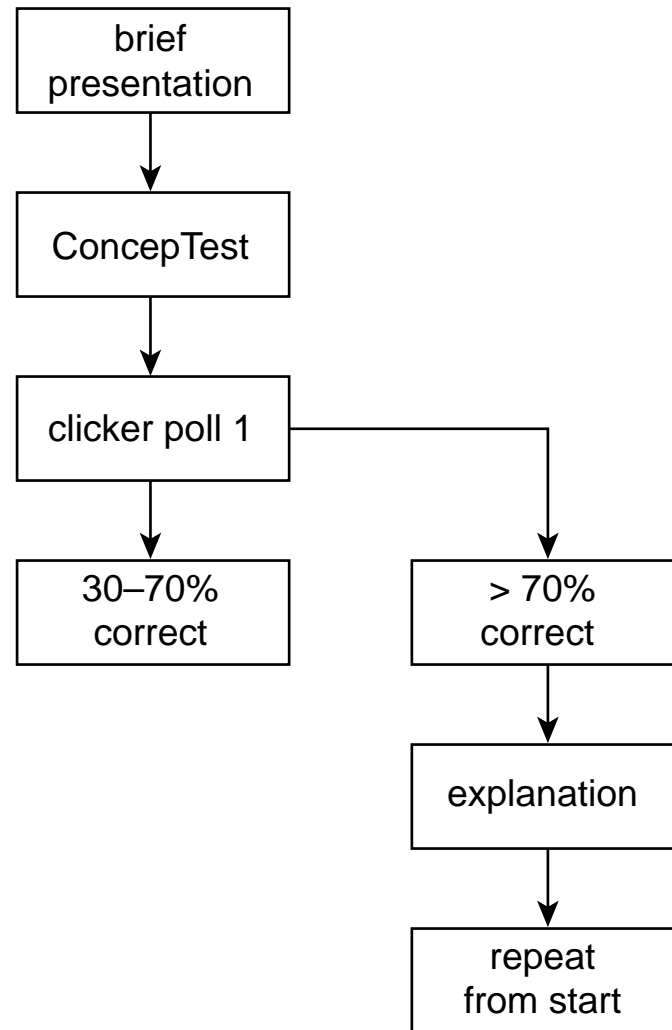 brief
presentation
ConcepTest
clicker poll 1
30–70%
correct
> 70%
correct
explanation
repeat
from start